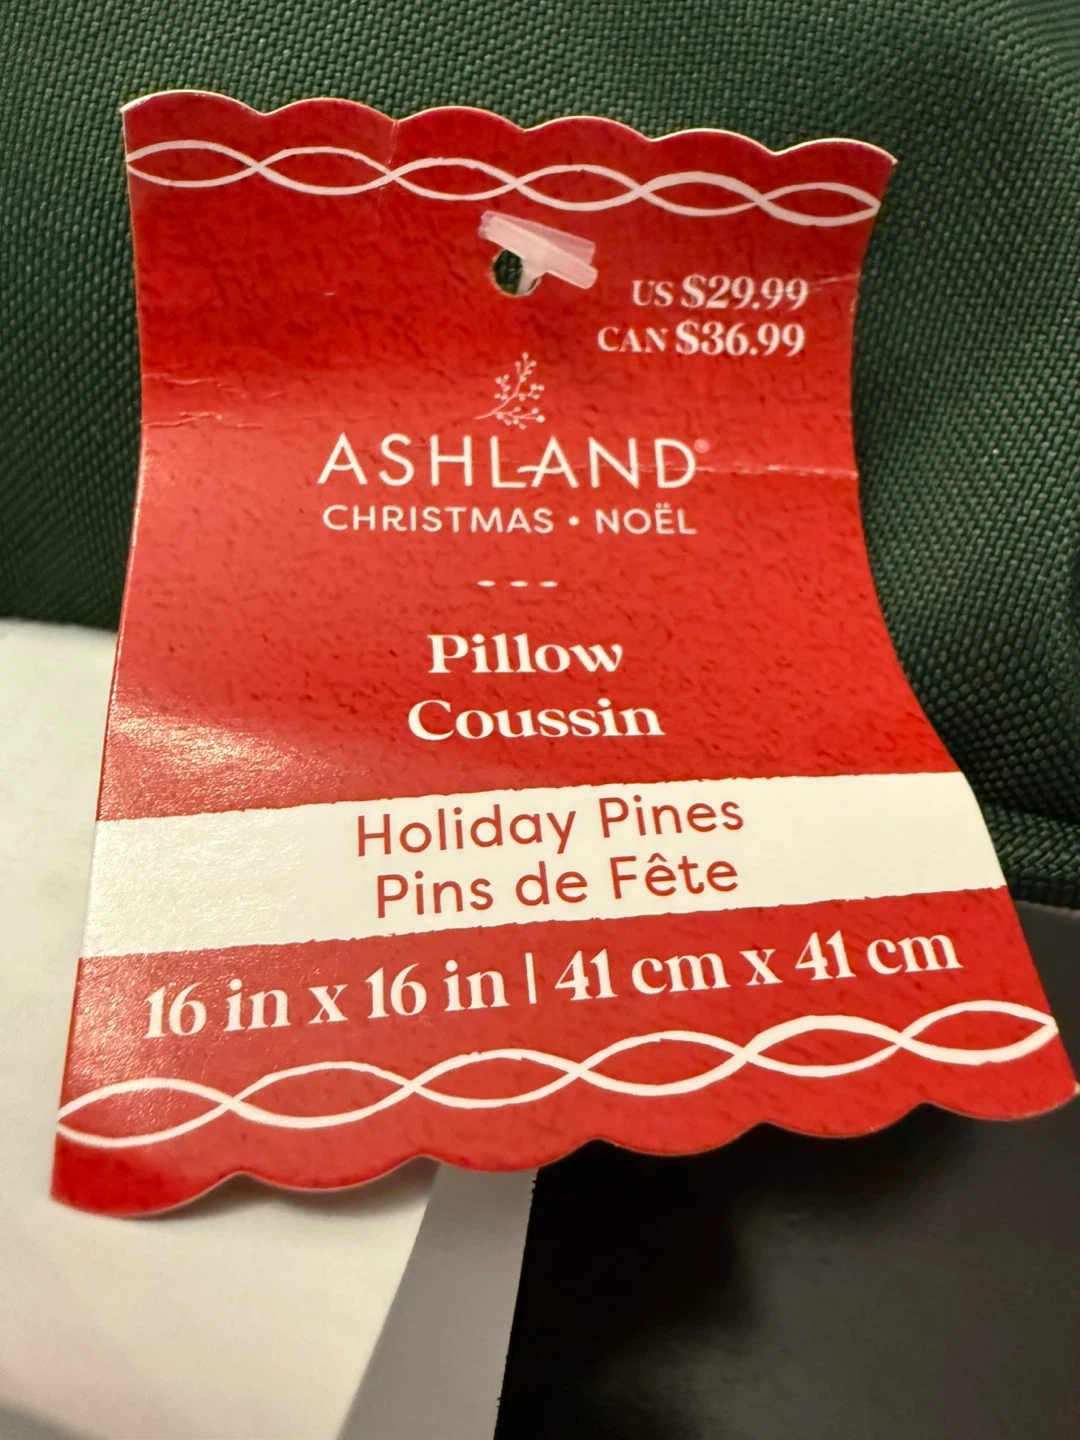 US $29.99
CAN $36.99
ASHLAND®
CHRISTMAS • NOËL
Pillow
Coussin
Holiday Pines
Pins de Fête
16 in x 16 in | 41 cm x 41 cm